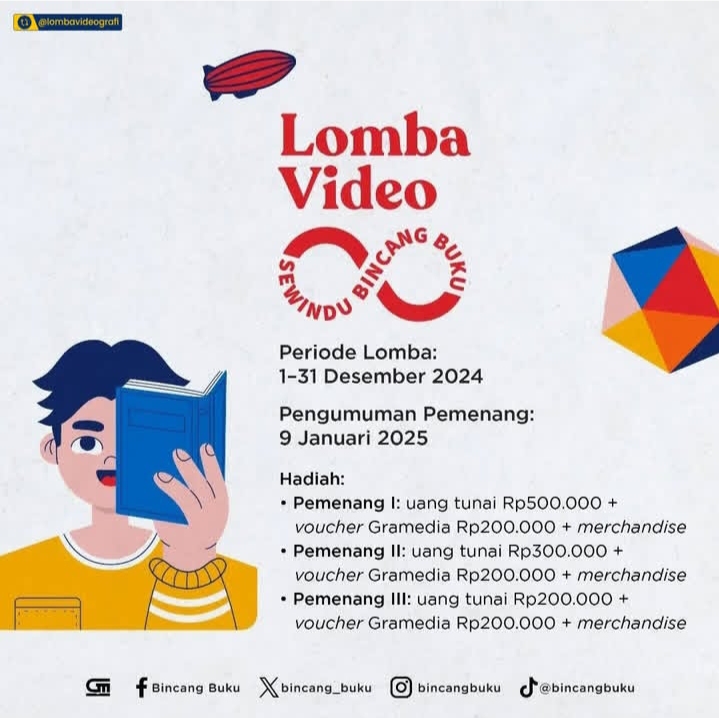 @lombavideografi
Lomba
Video
SEWINDU BINCANG BUKU
Periode Lomba:
1–31 Desember 2024
Pengumuman Pemenang:
9 Januari 2025
Hadiah:
• Pemenang I: uang tunai Rp500.000 +
voucher Gramedia Rp200.000 + merchandise
• Pemenang II: uang tunai Rp300.000 +
voucher Gramedia Rp200.000 + merchandise
• Pemenang III: uang tunai Rp200.000 +
voucher Gramedia Rp200.000 + merchandise
GM Bincang Buku bincang_buku bincangbuku @bincangbuku